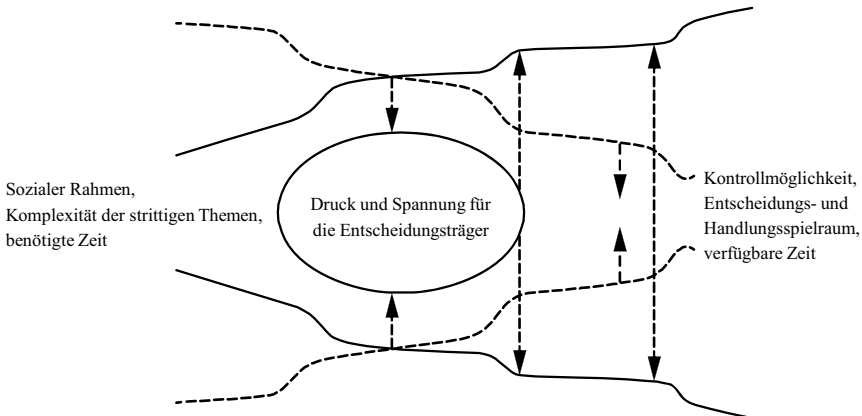 Sozialer Rahmen,
Komplexität der strittigen Themen,
benötigte Zeit
Druck und Spannung für
die Entscheidungsträger
Kontrollmöglichkeit,
Entscheidungs- und
Handlungsspielraum,
verfügbare Zeit